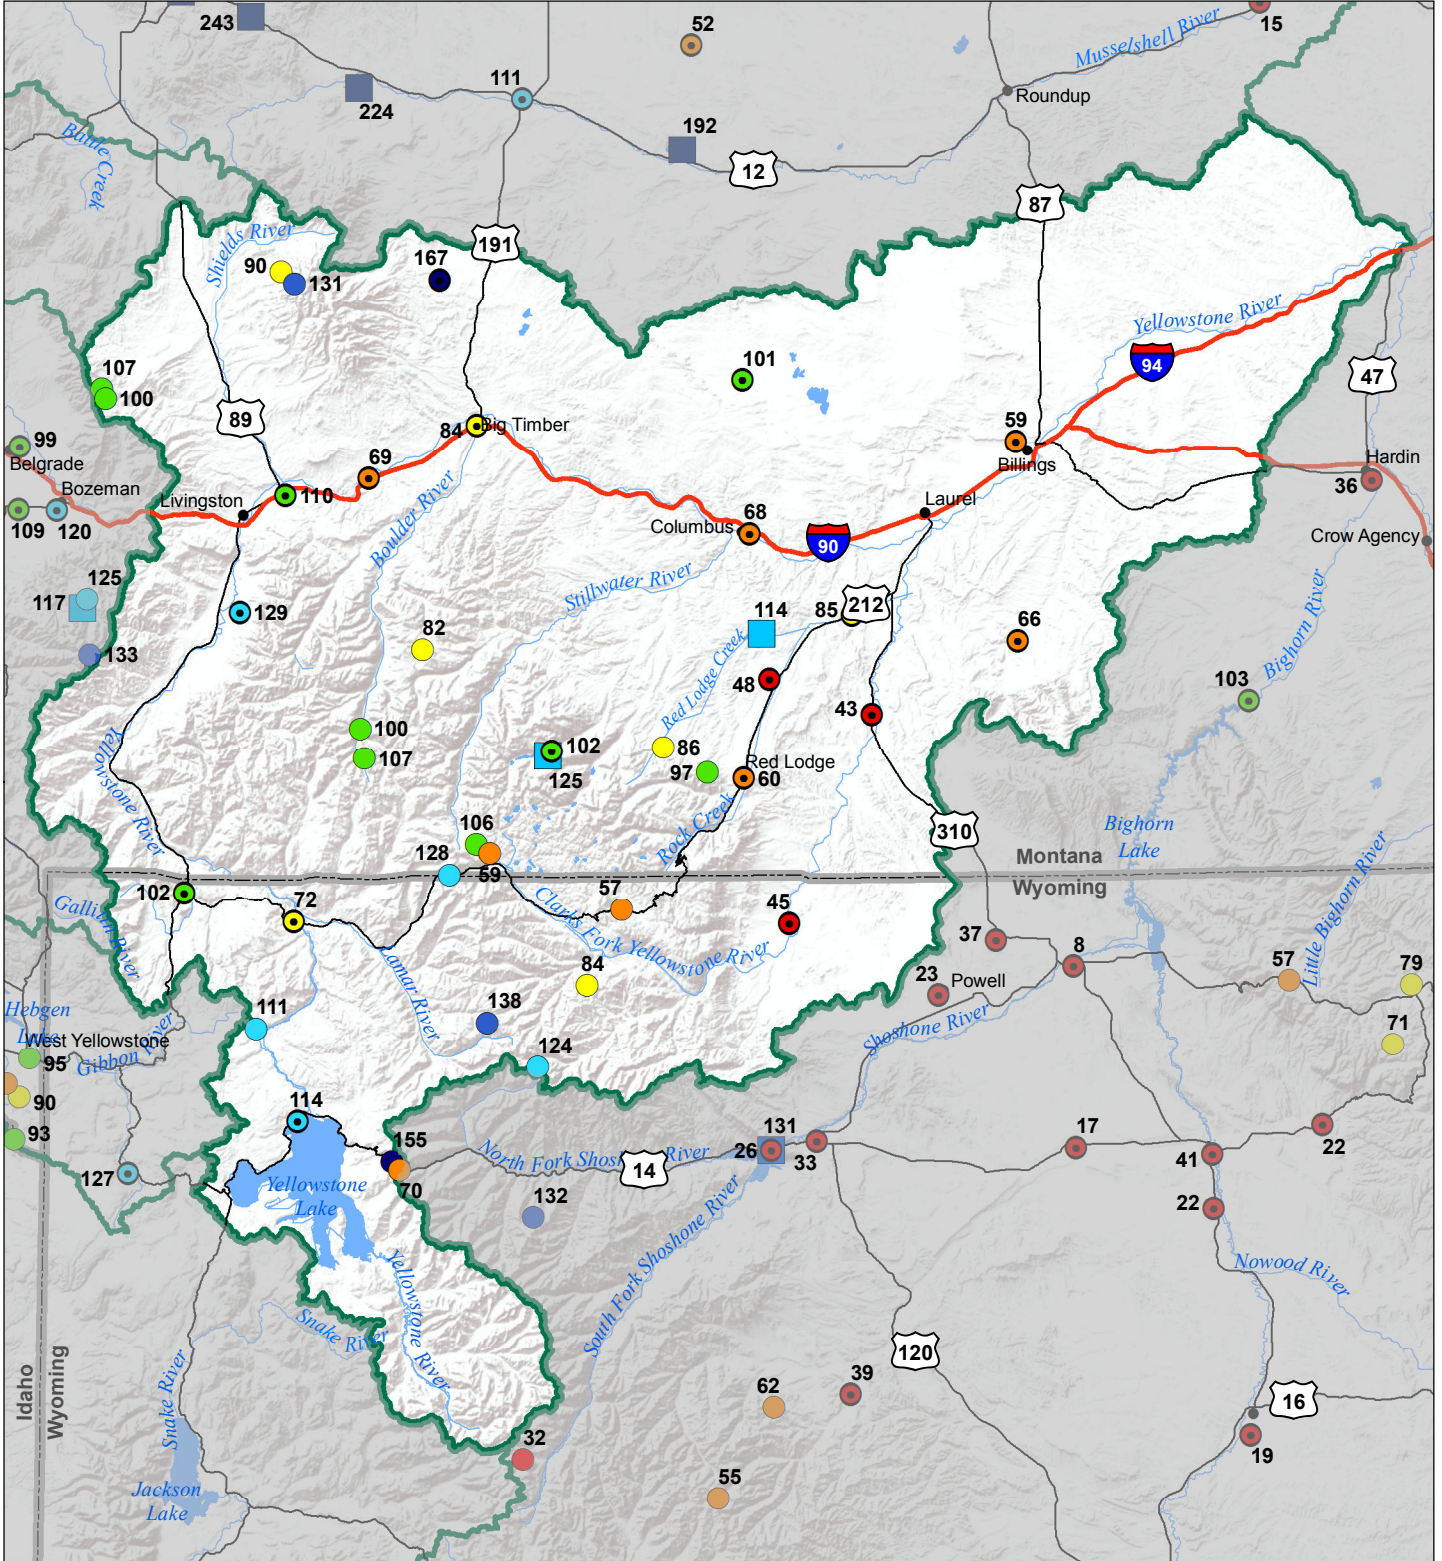 243
52
15
Musselshell River
224
111
Roundup
192
12
Battle Creek
87
Shields River
191
90
131
167
Yellowstone River
107
100
101
94
47
89
84
Big Timber
59
Billings
99
Belgrade
Hardin
69
36
Bozeman
Livingston
110
Laurel
109
120
68
Columbus
90
Crow Agency
Boulder River
Stillwater River
125
117
129
114
85
212
66
82
Bighorn River
133
Red Lodge Creek
48
103
43
100
107
102
125
86
97
Red Lodge
60
Yellowstone River
Rock Creek
310
Bighorn
Lake
106
128
59
Montana
Wyoming
Little Bighorn River
102
72
57
Clarks Fork Yellowstone River
45
Gallitin River
37
8
Lamar River
84
23
Powell
57
79
Hebgen
Lake
111
138
Shoshone River
71
West Yellowstone
95
Gibbon River
124
90
114
93
155
131
26
33
17
22
127
70
North Fork Shoshone River
14
41
Yellowstone
Lake
132
22
South Fork Shoshone River
Yellowstone River
Nowood River
Snake River
120
Idaho
Wyoming
Snake River
62
39
16
32
19
Jackson
Lake
55